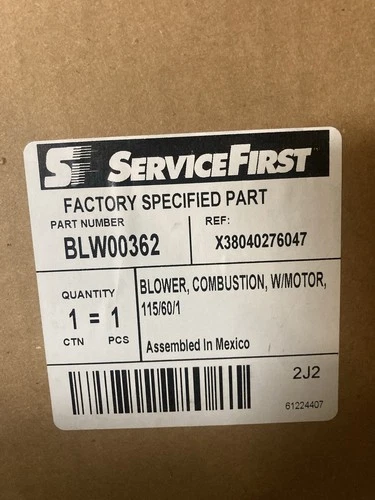 SF SERVICEFIRST
FACTORY SPECIFIED PART
PART NUMBER
BLW00362
REF:
X38040276047
QUANTITY
1 = 1
CTN PCS
BLOWER, COMBUSTION, W/MOTOR,
115/60/1
Assembled In Mexico
2J2
61224407